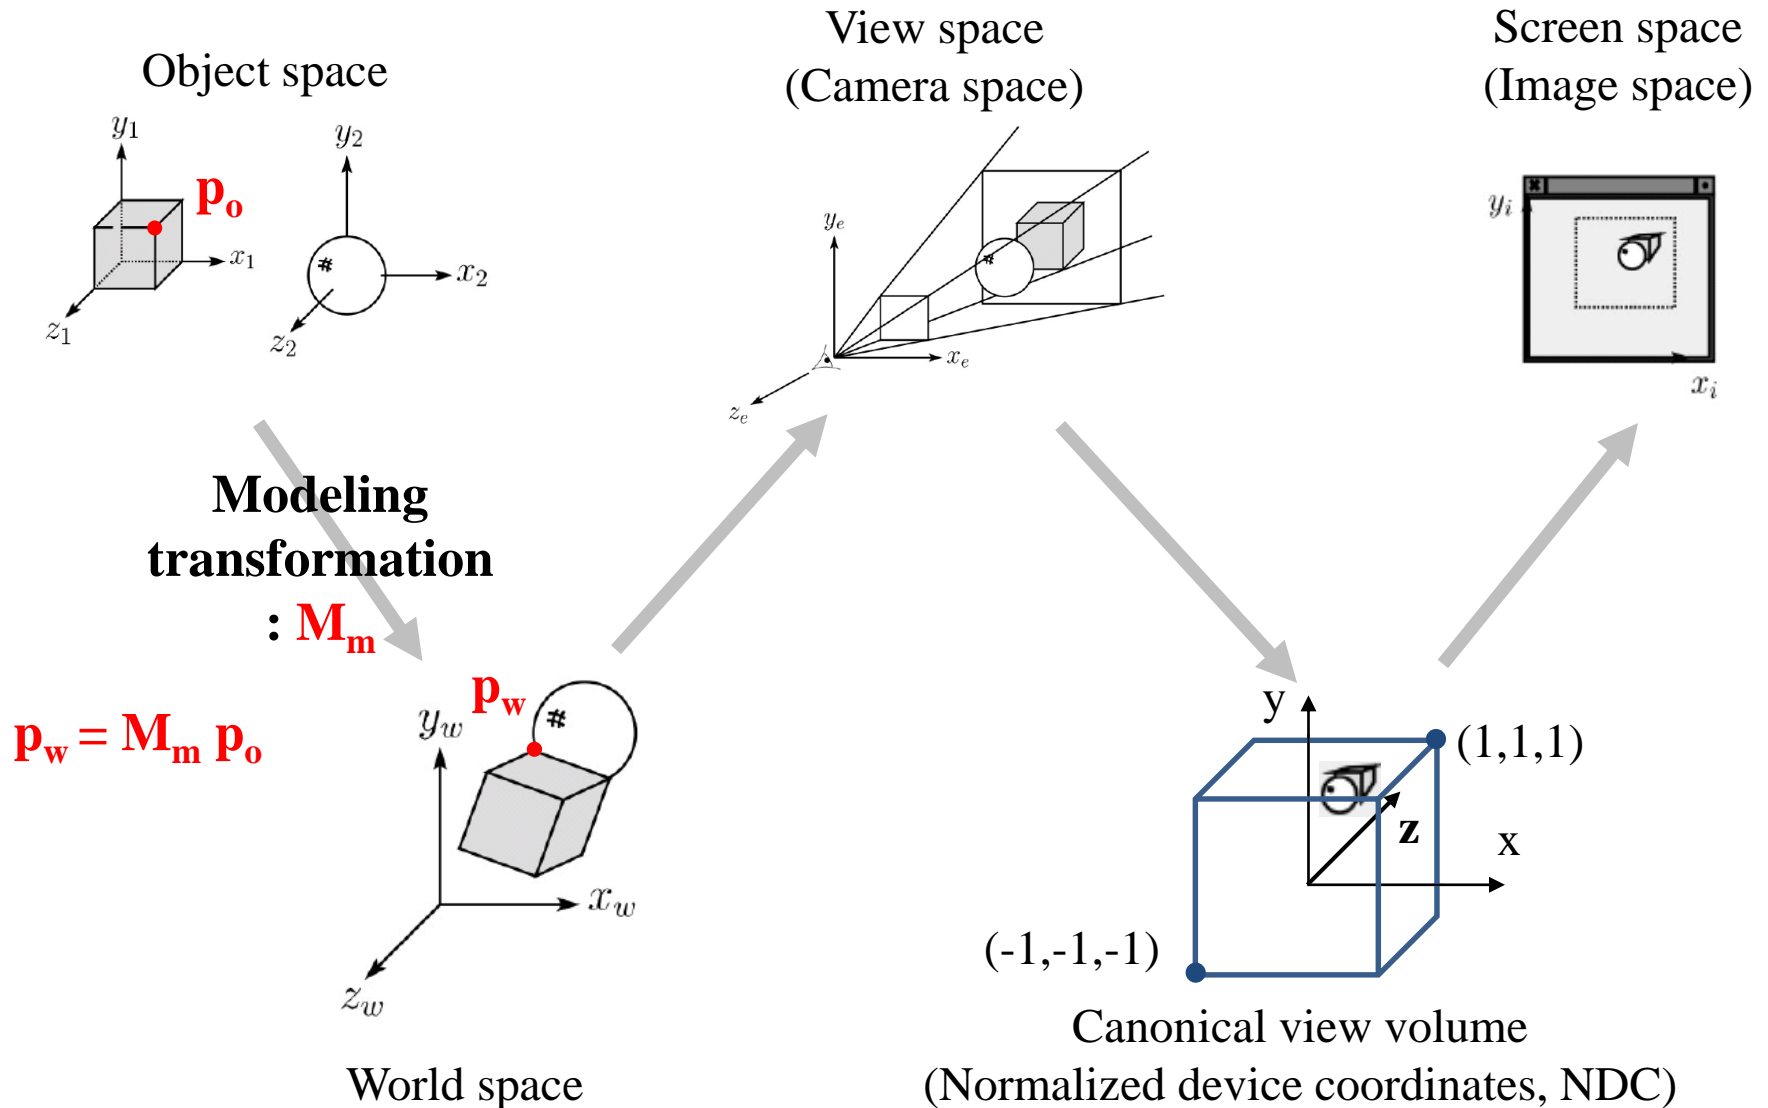 Object space
y1
po
x1
z1
y2
#
x2
z2
View space
(Camera space)
ye
#
xe
ze
Screen space
(Image space)
yi
xi
Modeling
transformation
: Mm
pw = Mm po
pw
#
yw
xw
zw
World space
y
(1,1,1)
z
x
(-1,-1,-1)
Canonical view volume
(Normalized device coordinates, NDC)